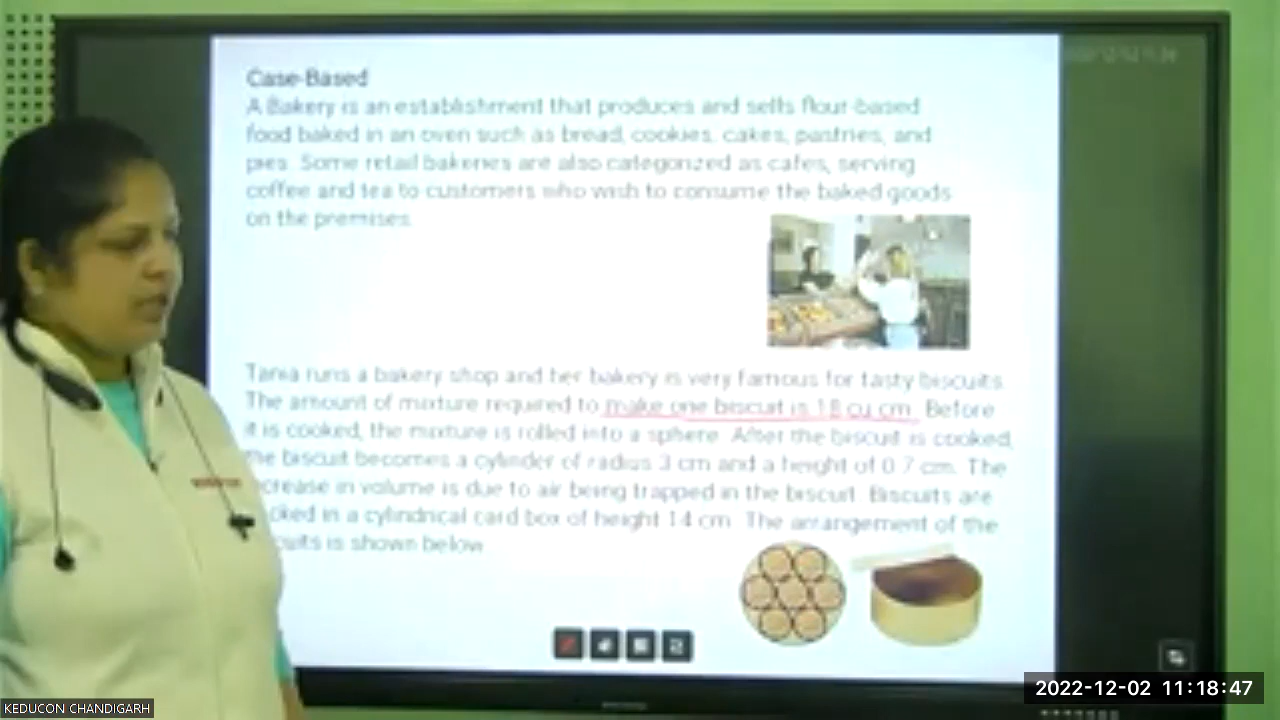 Case-Based
A Bakery is an establishment that produces and sells flour-based
food baked in an oven such as bread, cookies, cakes, pastries, and
pies. Some retail bakeries are also categorized as cafes, serving
coffee and tea to customers who wish to consume the baked goods
on the premises.
Tania runs a bakery shop and her bakery is very famous for tasty biscuits.
The amount of mixture required to make one biscuit is 18 cu cm. Before
it is cooked, the mixture is rolled into a sphere. After the biscuit is cooked,
the biscuit becomes a cylinder of radius 3 cm and a height of 0.7 cm. The
crease in volume is due to air being trapped in the biscuit. Biscuits are
cked in a cylindrical card box of height 14 cm. The arrangement of the
cuits is shown below.
2022-12-02 11:18:47
KEDUCON CHANDIGARH